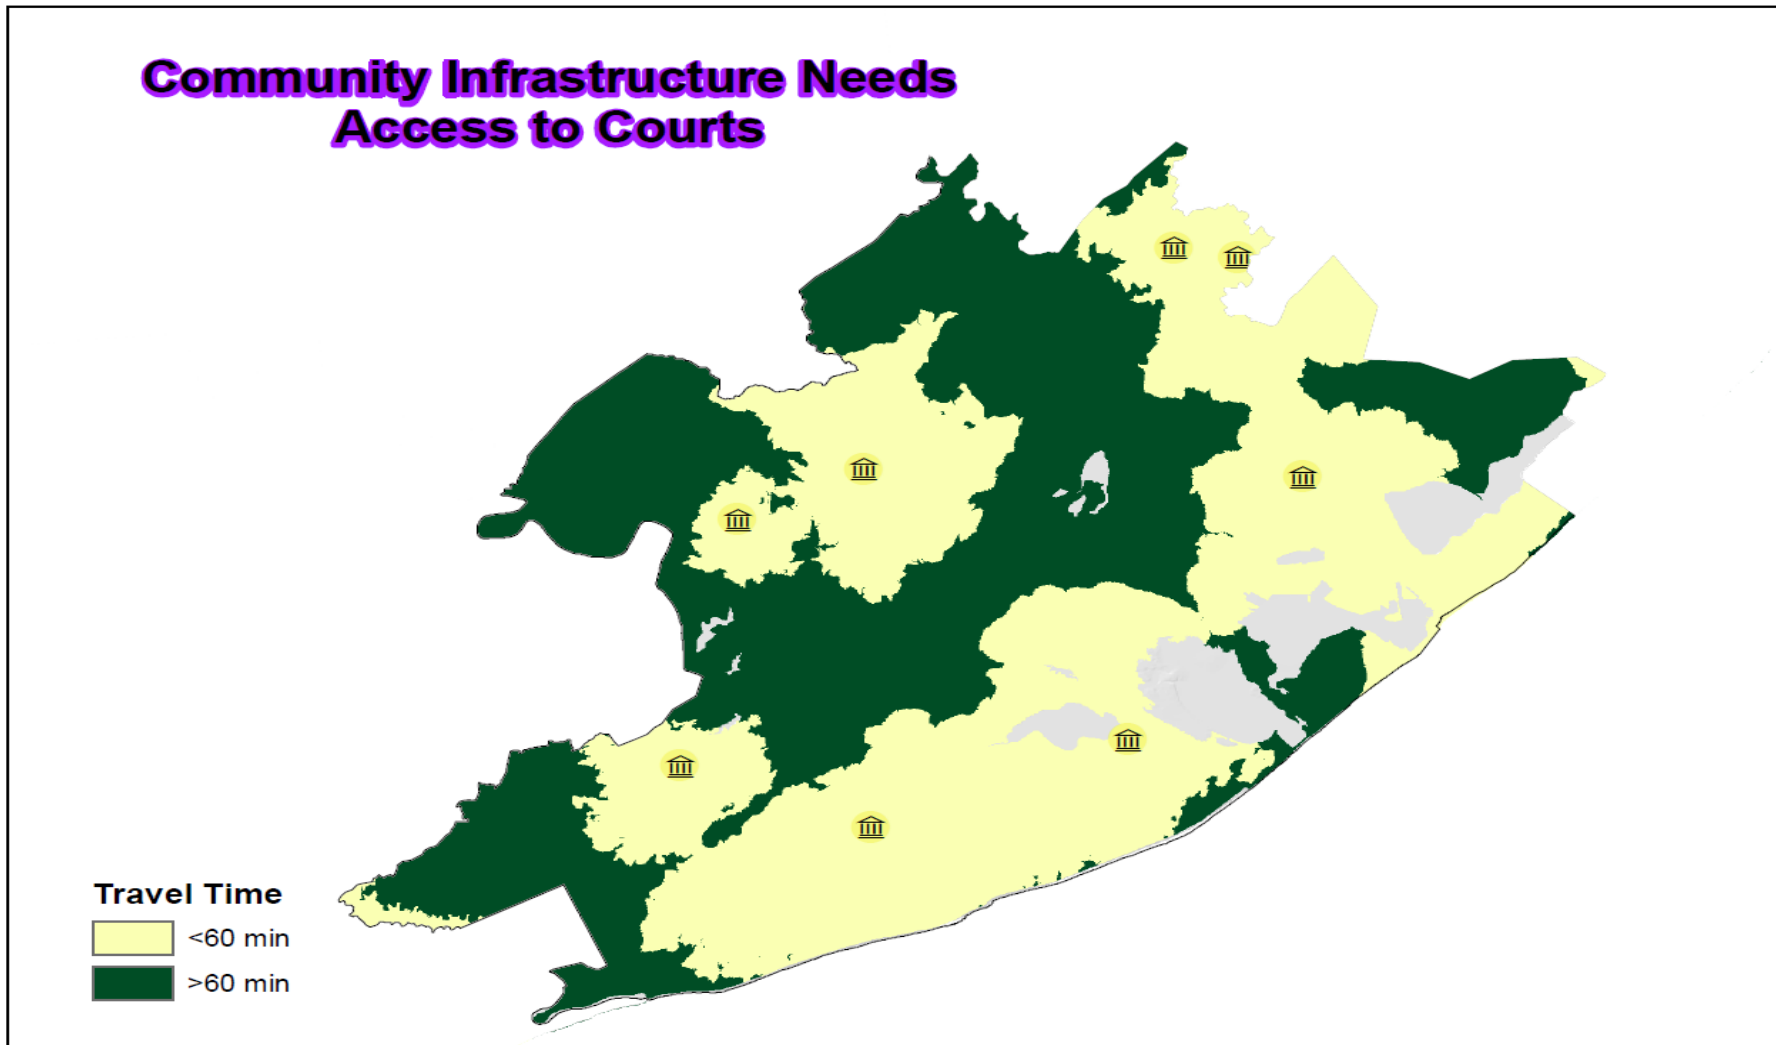 Community Infrastructure Needs
Access to Courts
Travel Time
<60 min
>60 min